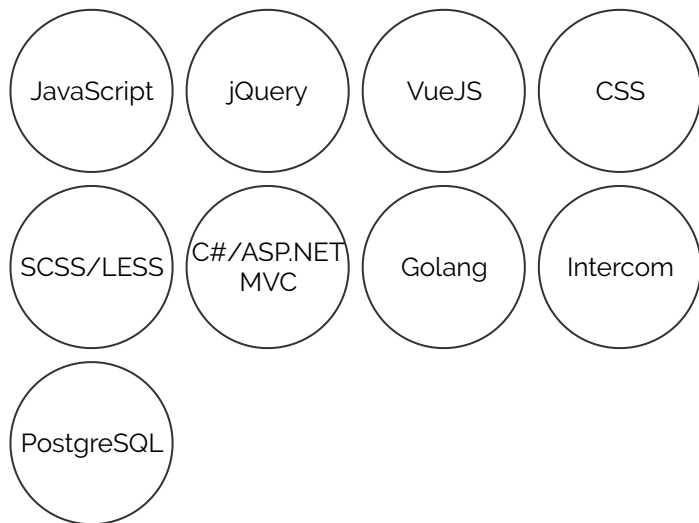 JavaScript
jQuery
VueJS
CSS
SCSS/LESS
C#/ASP.NET
MVC
Golang
Intercom
PostgreSQL